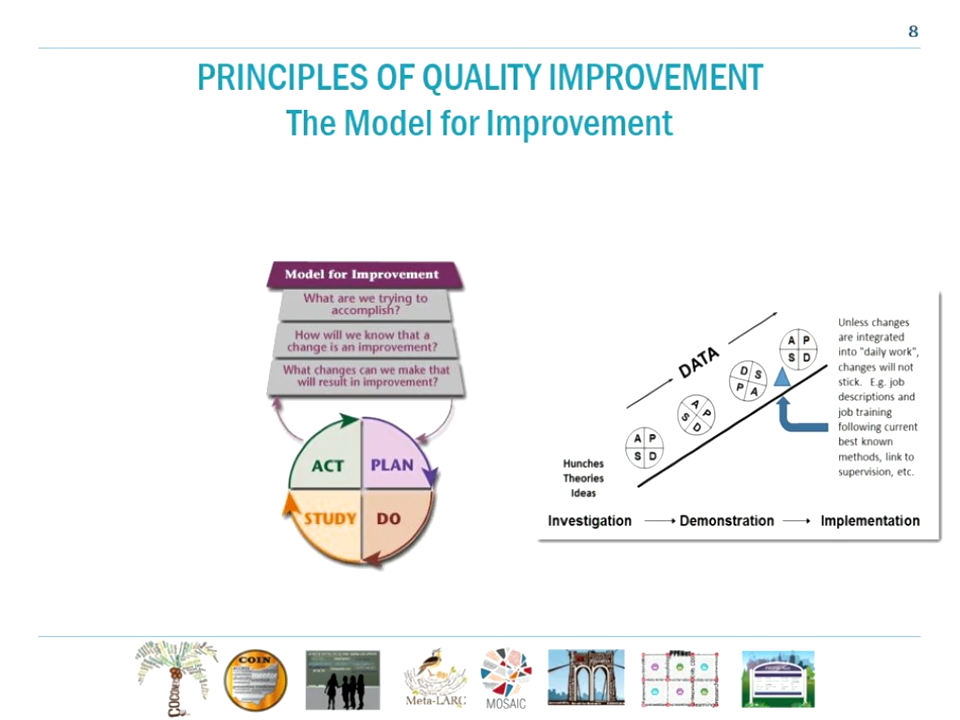 8
PRINCIPLES OF QUALITY IMPROVEMENT
The Model for Improvement
Model for Improvement
What are we trying to
accomplish?
How will we know that a
change is an improvement?
What changes can we make that
will result in improvement?
ACT
PLAN
STUDY
DO
DATA
A P
S D
A P
S D
D S
P A
A P
S D
Unless changes
are integrated
into "daily work",
changes will not
stick. E.g. job
descriptions and
job training
following current
best known
methods, link to
supervision, etc.
Hunches
Theories
Ideas
Investigation
Demonstration
Implementation
COCONET
COIN
Meta-LARC
MOSAIC
PPRNet